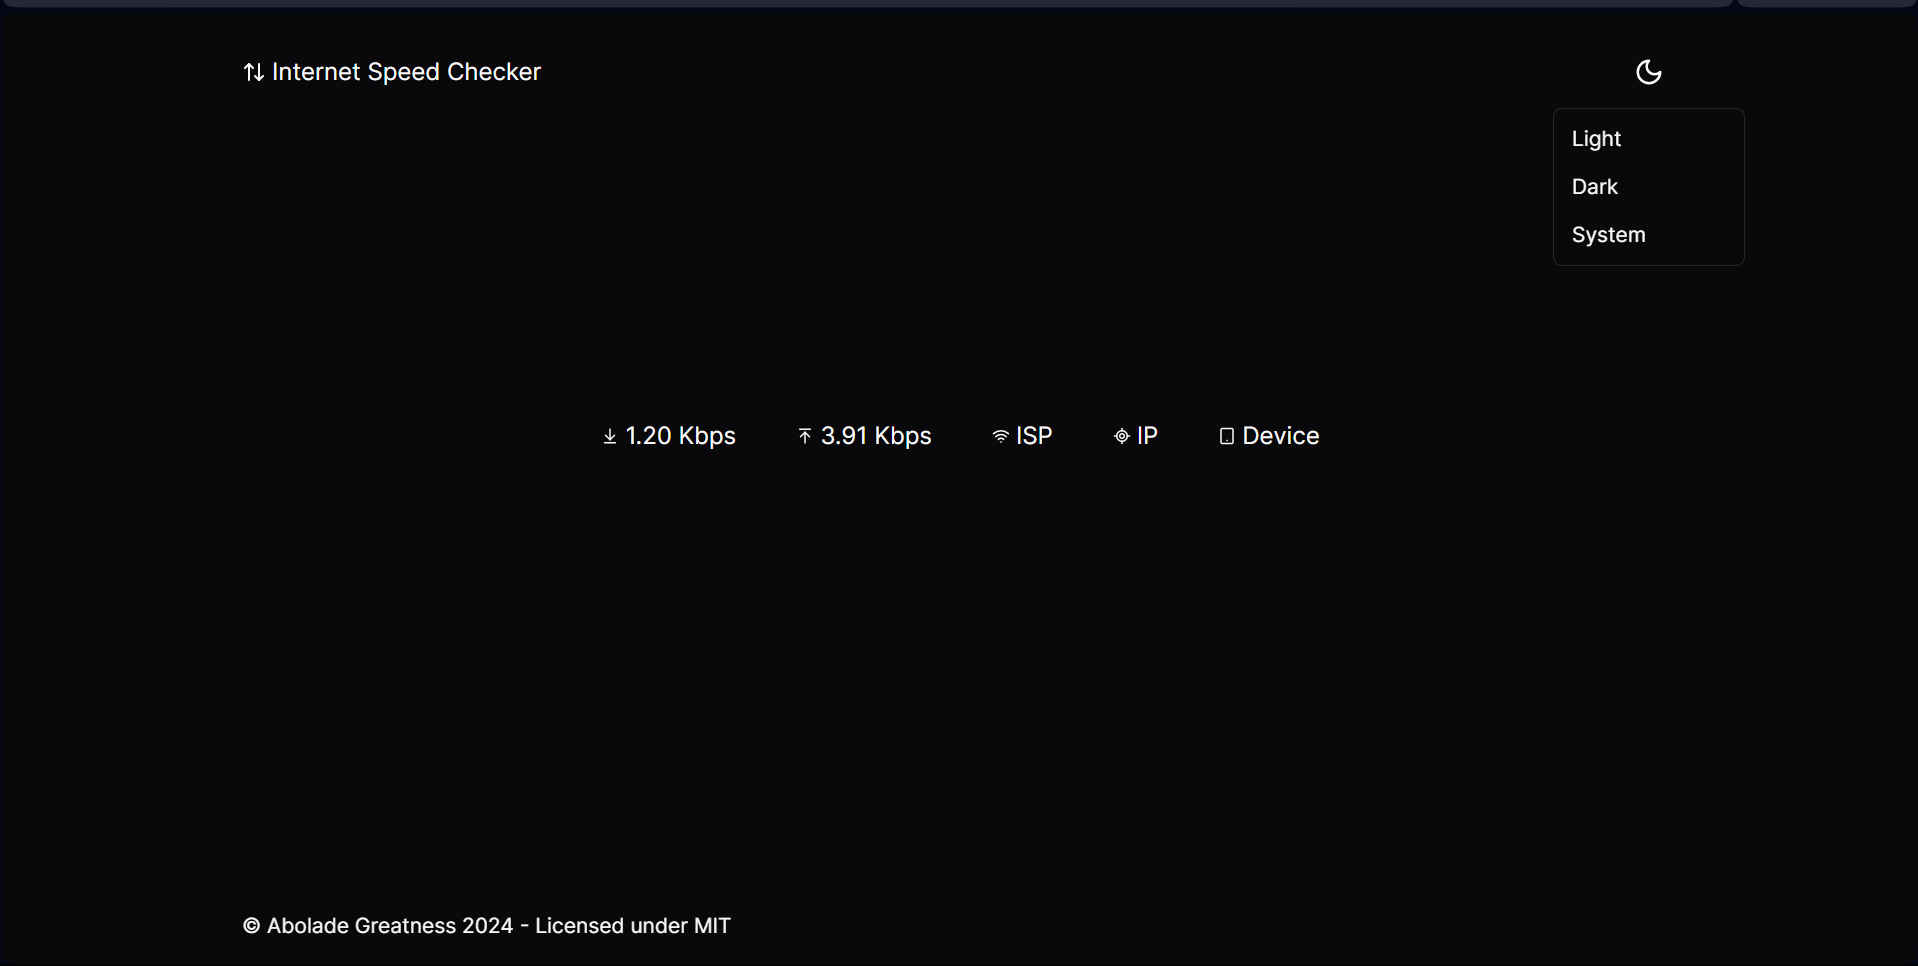 Internet Speed Checker
Light
Dark
System
1.20 Kbps 3.91 Kbps ISP IP Device
© Abolade Greatness 2024 - Licensed under MIT